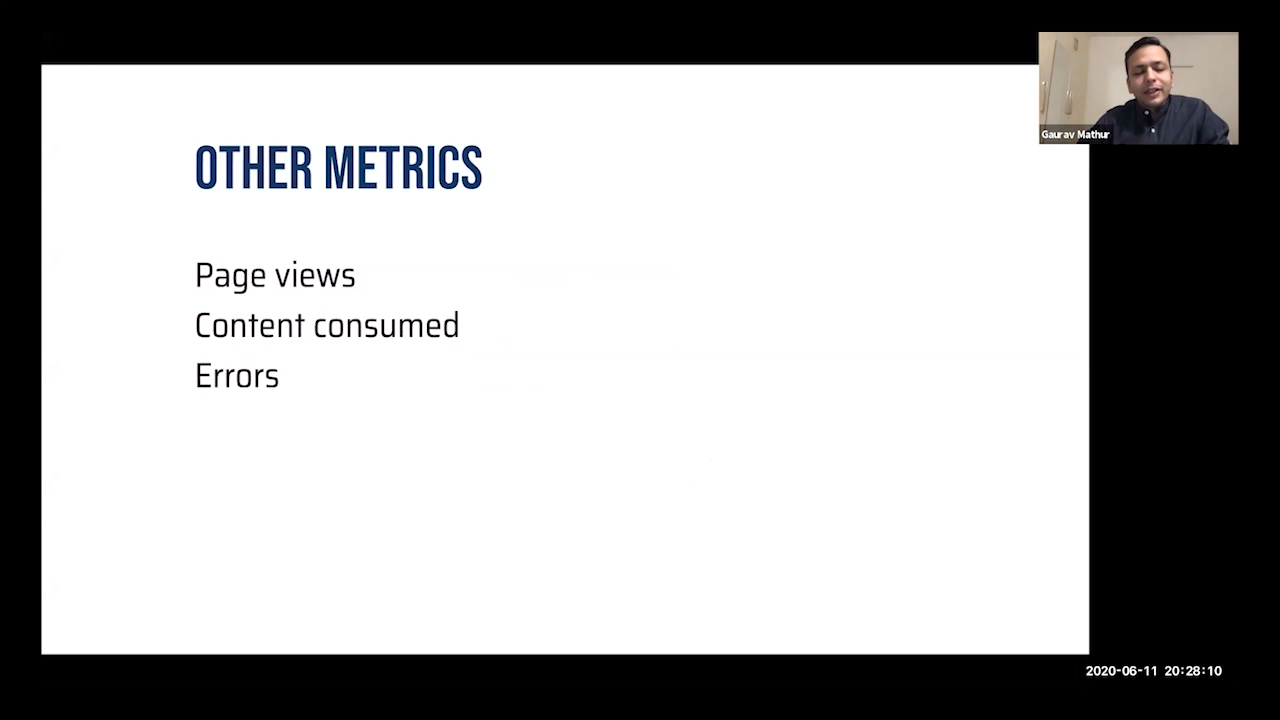 OTHER METRICS
Page views
Content consumed
Errors
Gaurav Mathur
2020-06-11 20:28:10